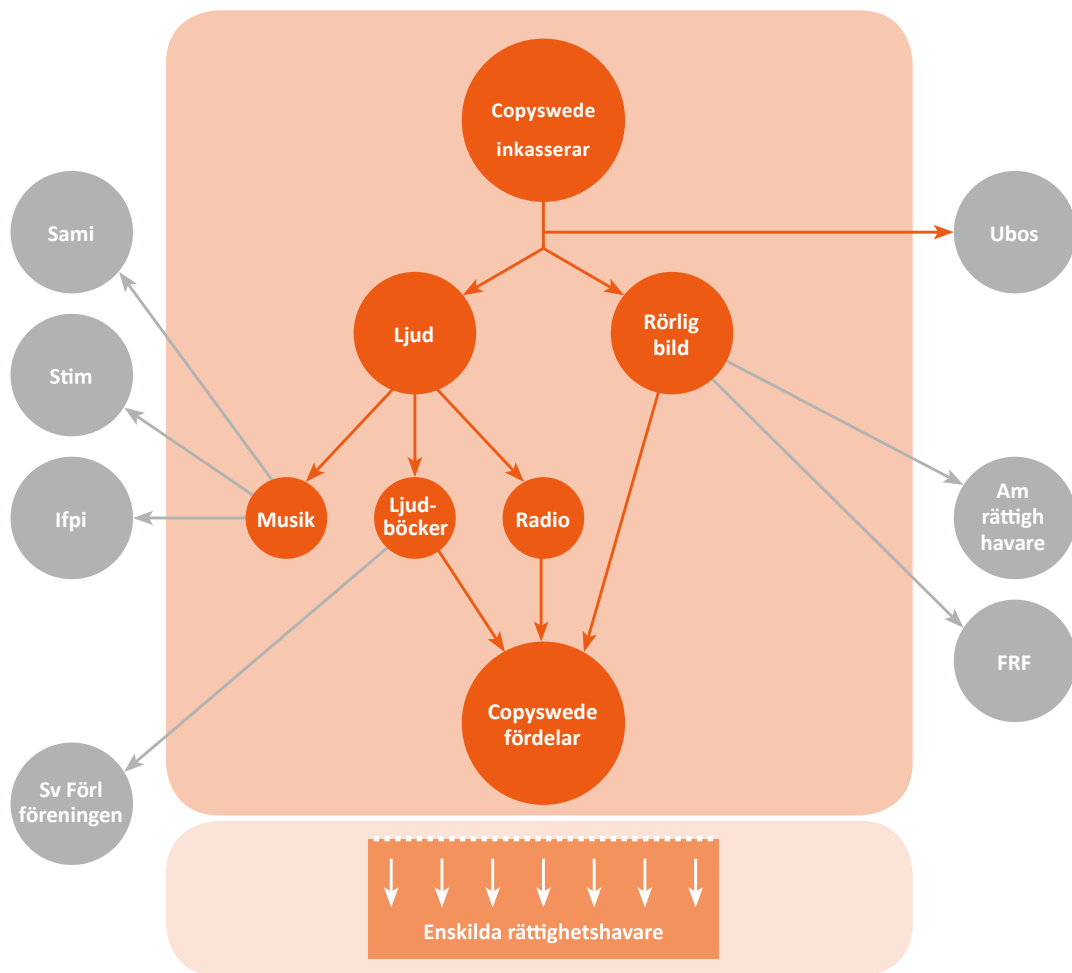 Copyswede
inkasserar
Sami
Ubos
Ljud
Rörlig
bild
Stim
Ifpi
Musik
Ljud-
böcker
Radio
Am
rättigh
havare
FRF
Copyswede
fördelar
Sv Förl
föreningen
Enskilda rättighetshavare